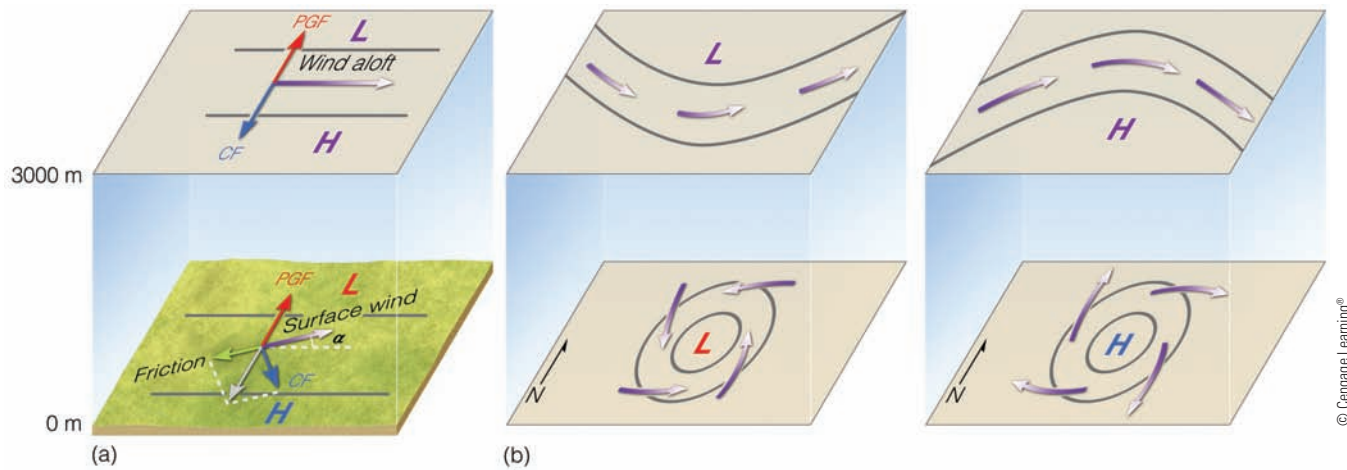 PGF
L
Wind aloft
CF
H
3000 m
PGF
L
Surface wind
α
Friction
CF
H
0 m
(a)
L
L
N
(b)
H
H
N
© Cengage Learning®